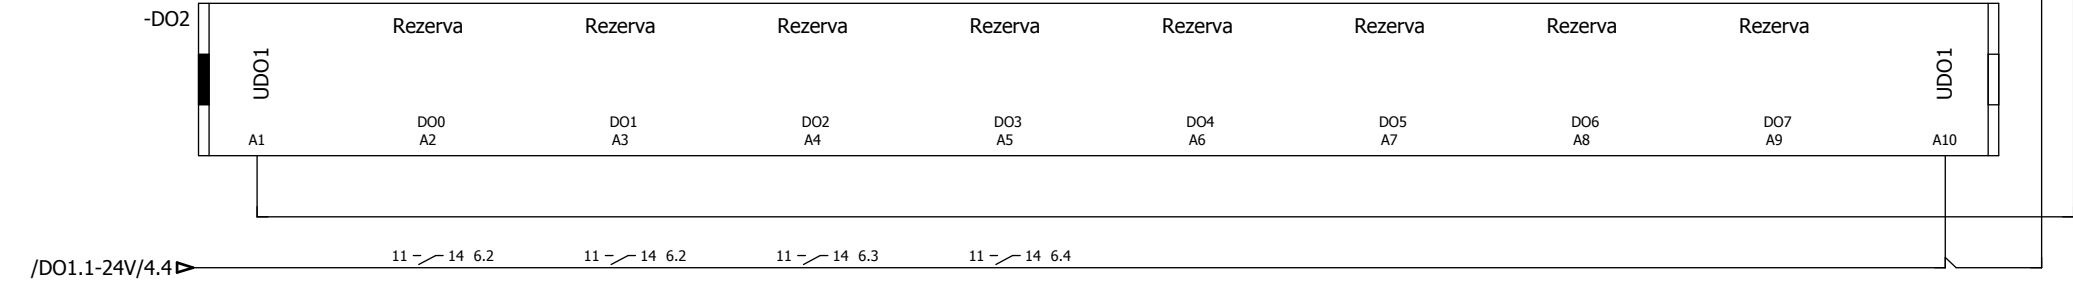 -DO2
Rezerva Rezerva Rezerva Rezerva Rezerva Rezerva Rezerva Rezerva
UDO1 UDO1
DO0 DO1 DO2 DO3 DO4 DO5 DO6 DO7
A1 A2 A3 A4 A5 A6 A7 A8 A9 A10
11 14 6.2 11 14 6.2 11 14 6.3 11 14 6.4
/DO1.1-24V/4.4